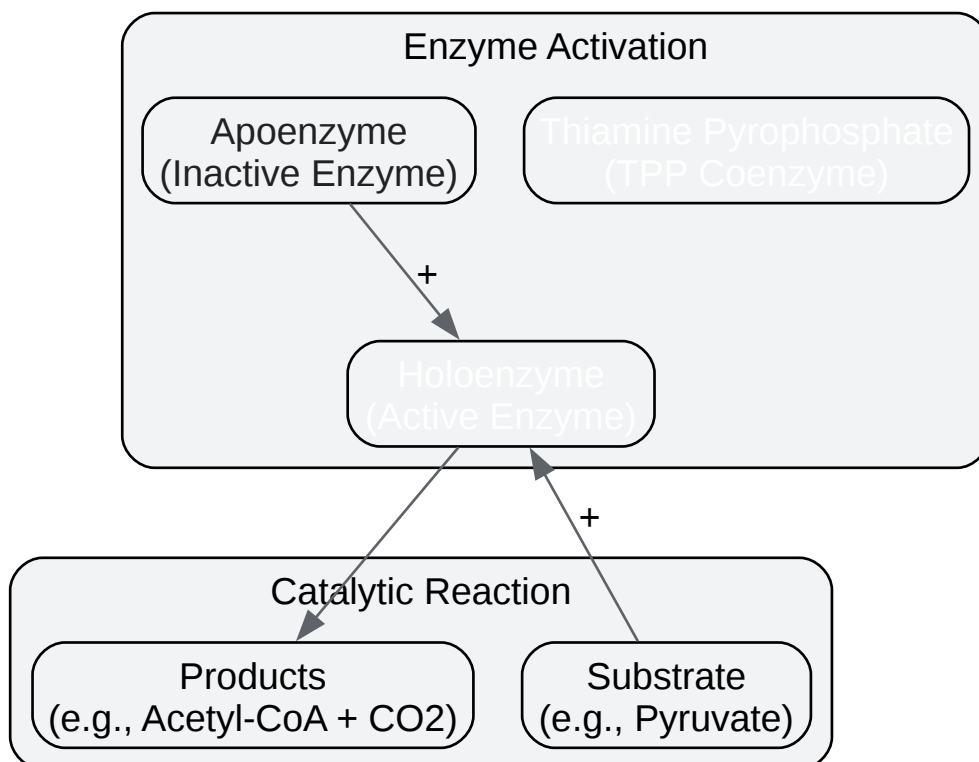 Enzyme Activation
Apoenzyme
(Inactive Enzyme)
Thiamine Pyrophosphate
(TPP Coenzyme)
+
Holoenzyme
(Active Enzyme)
+
Catalytic Reaction
Products
(e.g., Acetyl-CoA + CO2)
Substrate
(e.g., Pyruvate)